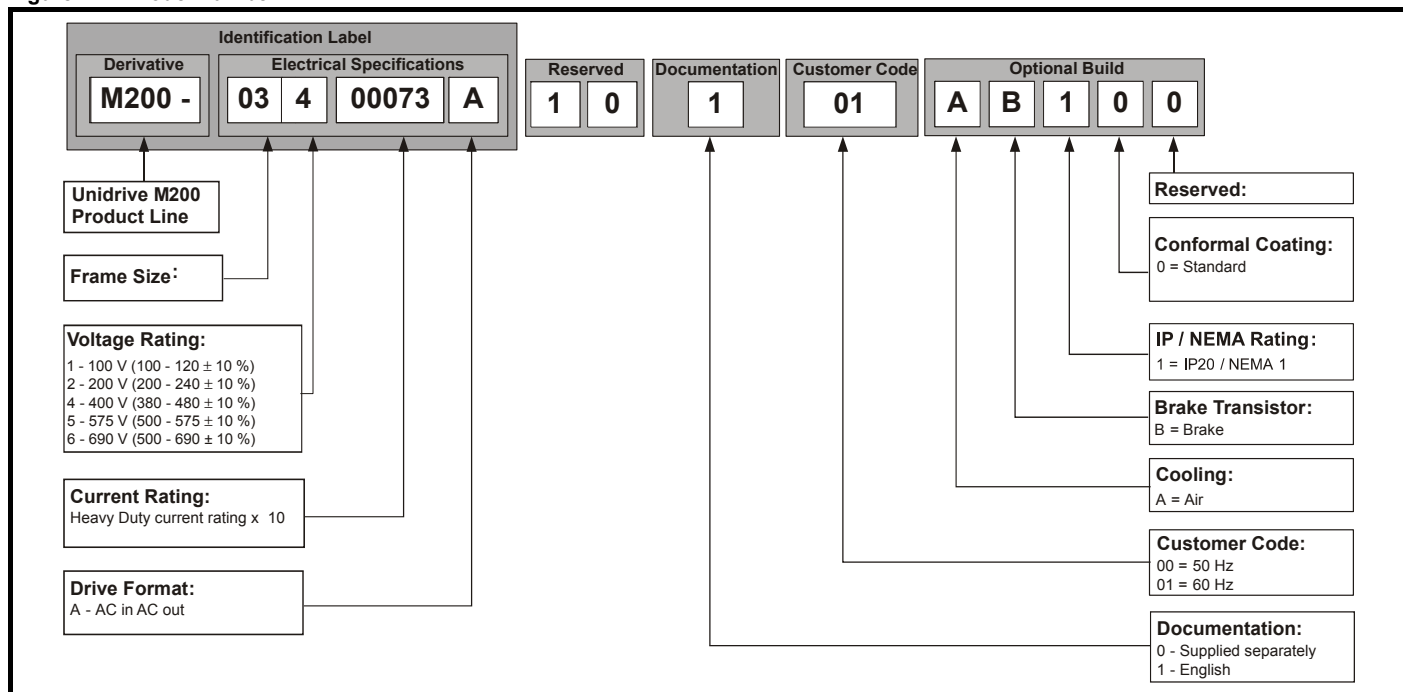 Identification Label
Derivative
Electrical Specifications
Reserved
Documentation
Customer Code
Optional Build
M200 -
03
4
00073
A
1
0
1
01
A
B
1
0
0
Unidrive M200
Product Line
Frame Size:
Voltage Rating:
1 - 100 V (100 - 120 ± 10 %)
2 - 200 V (200 - 240 ± 10 %)
4 - 400 V (380 - 480 ± 10 %)
5 - 575 V (500 - 575 ± 10 %)
6 - 690 V (500 - 690 ± 10 %)
Current Rating:
Heavy Duty current rating x 10
Drive Format:
A - AC in AC out
Reserved:
Conformal Coating:
0 = Standard
IP / NEMA Rating:
1 = IP20 / NEMA 1
Brake Transistor:
B = Brake
Cooling:
A = Air
Customer Code:
00 = 50 Hz
01 = 60 Hz
Documentation:
0 - Supplied separately
1 - English